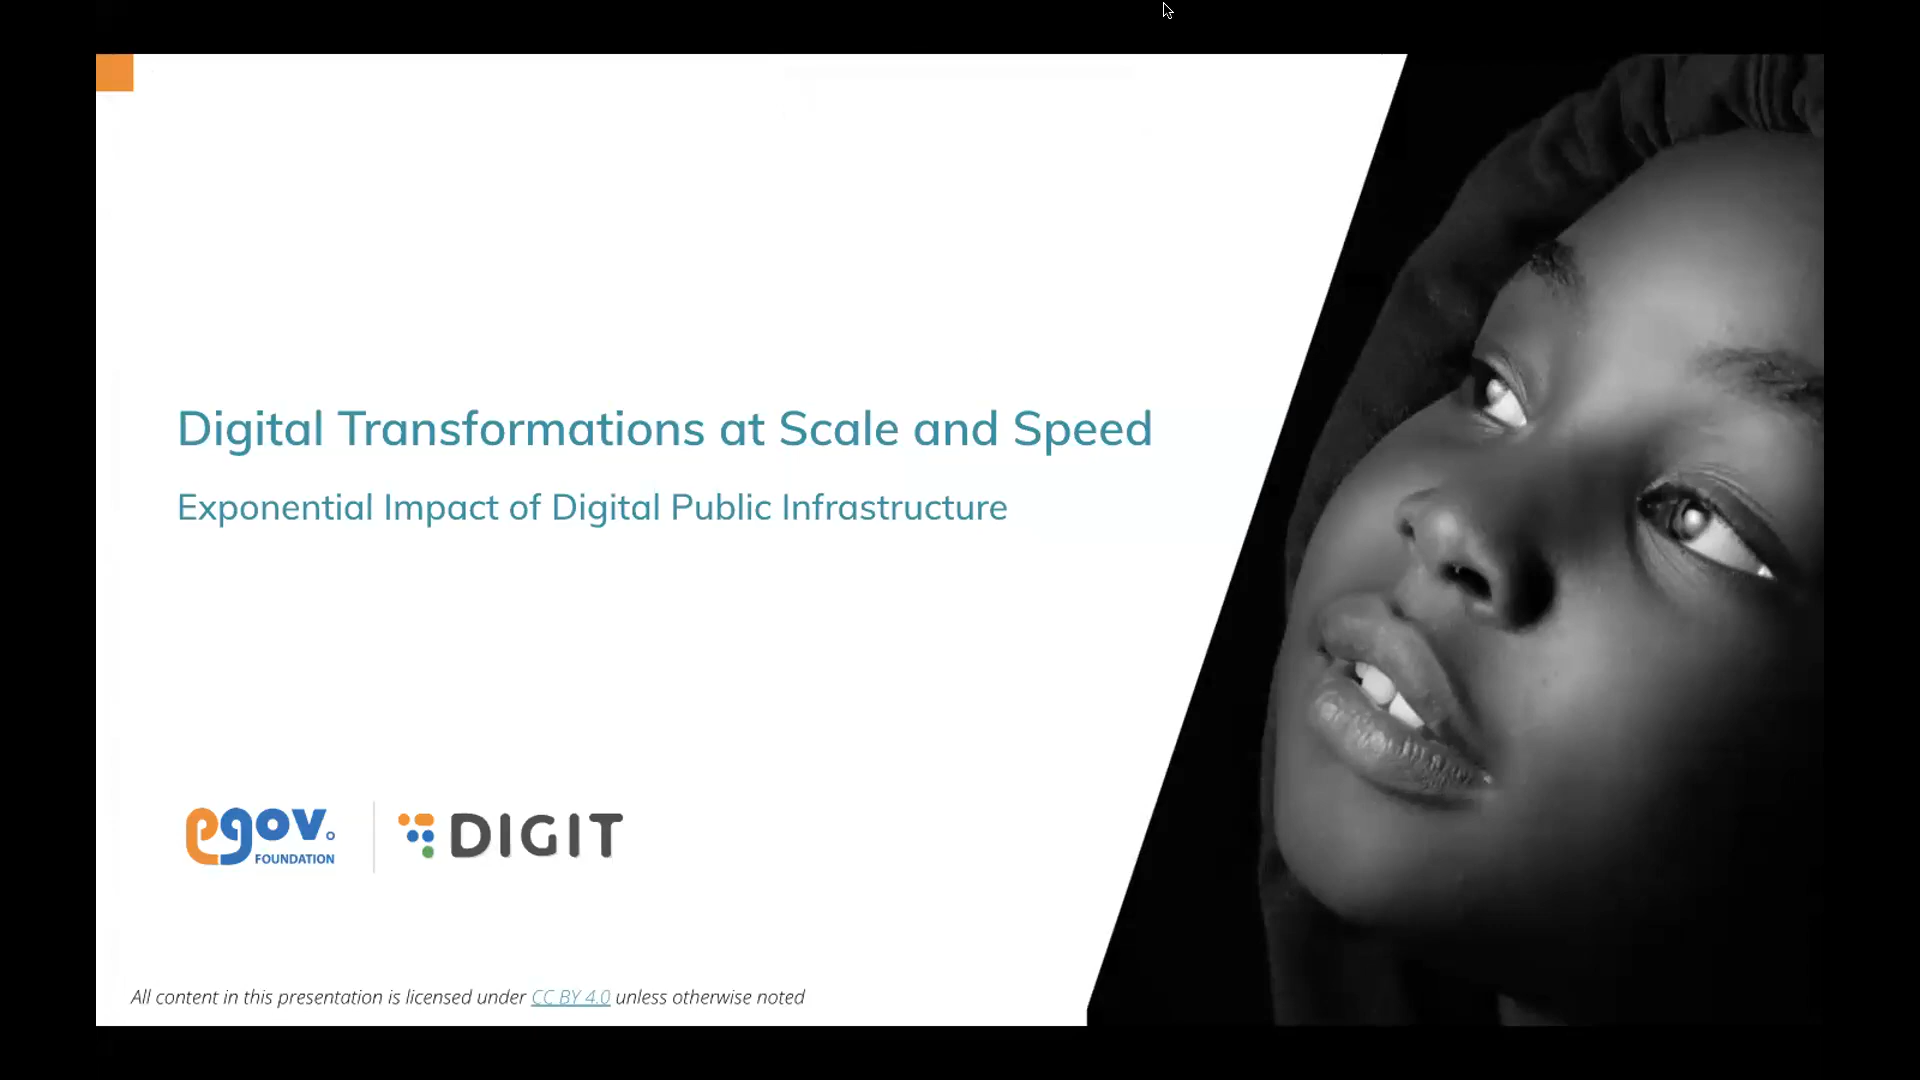 Digital Transformations at Scale and Speed
Exponential Impact of Digital Public Infrastructure
egov.
FOUNDATION
DIGIT
All content in this presentation is licensed under CC BY 4.0 unless otherwise noted